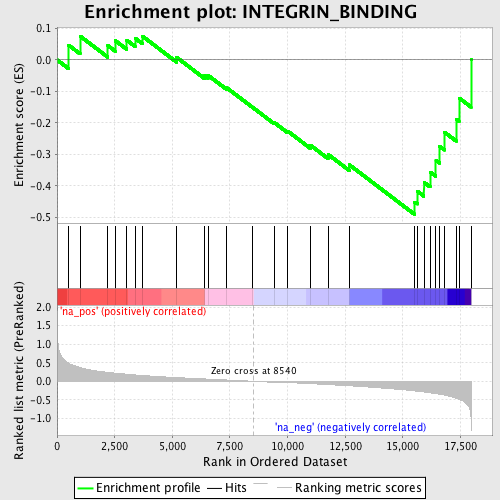 Enrichment plot: INTEGRIN_BINDING
Enrichment score (ES)
0.1
0.0
-0.1
-0.2
-0.3
-0.4
-0.5
'na_pos' (positively correlated)
Ranked list metric (PreRanked)
2.0
1.5
1.0
0.5
0.0
-0.5
-1.0
Zero cross at 8540
'na_neg' (negatively correlated)
0 2,500 5,000 7,500 10,000 12,500 15,000 17,500
Rank in Ordered Dataset
Enrichment profile Hits Ranking metric scores